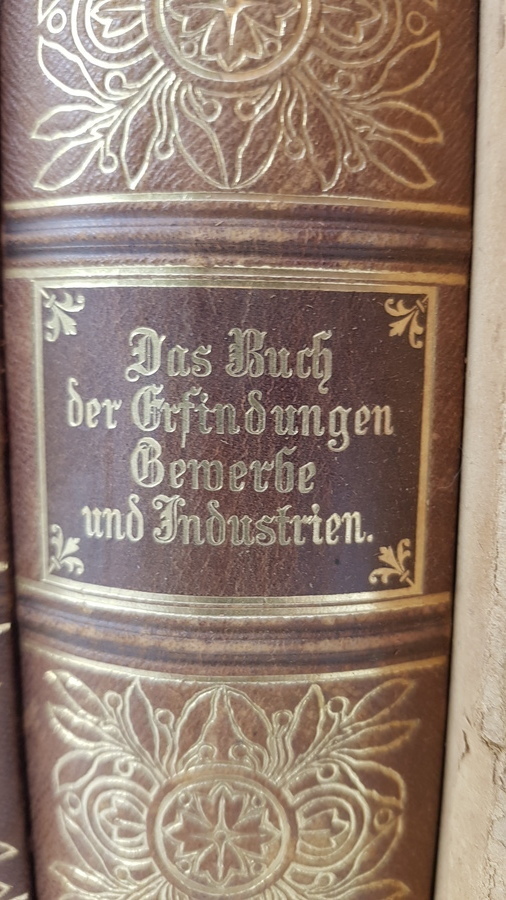 Das Buch
der Erfindungen
Gewerbe
und Industrien.